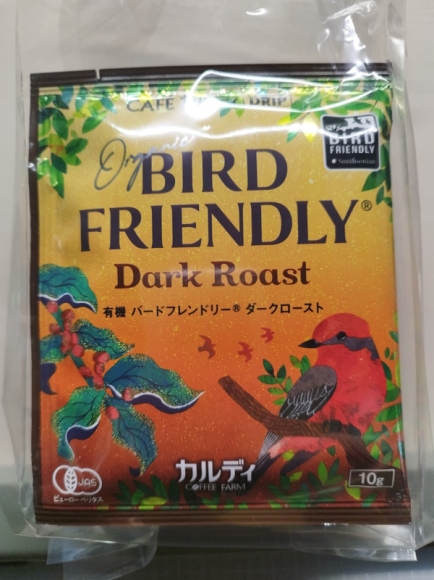 CAFE KALDI DRIP
Organic
BIRD
FRIENDLY®
Dark Roast
有機 バードフレンドリー® ダークロースト
BIRD
FRIENDLY
Smithsonian
カルディ
COFFEE FARM
10g
JAS
ビューローベリタス